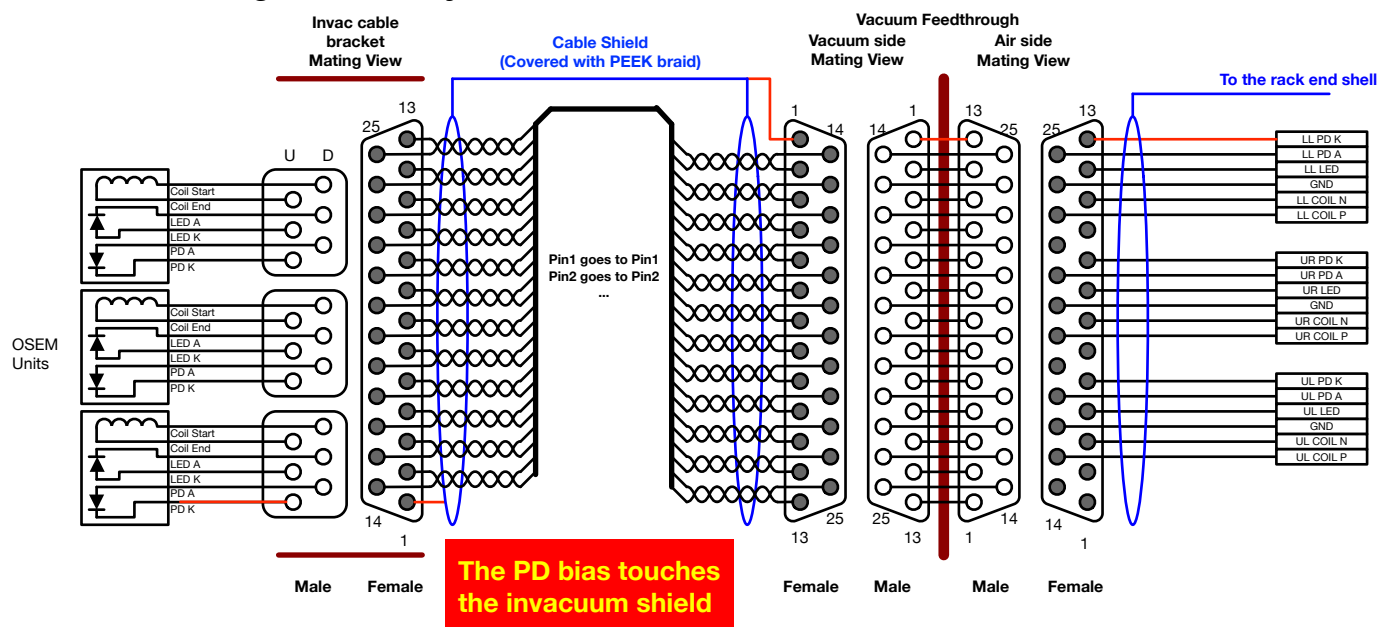 Invac cable
bracket
Mating View
Cable Shield
(Covered with PEEK braid)
Vacuum Feedthrough
Vacuum side
Mating View
Air side
Mating View
To the rack end shell
13
25
1
14
14
1
13
25
25
13
U D
OSEM
Units
Coil Start
Coil End
LED A
LED K
PD A
PD K
Coil Start
Coil End
LED A
LED K
PD A
PD K
Coil Start
Coil End
LED A
LED K
PD A
PD K
Pin1 goes to Pin1
Pin2 goes to Pin2
...
LL PD K
LL PD A
LL LED
GND
LL COIL N
LL COIL P
UR PD K
UR PD A
UR LED
GND
UR COIL N
UR COIL P
UL PD K
UL PD A
UL LED
GND
UL COIL N
UL COIL P
14
1
25
13
25
13
14
1
14
1
The PD bias touches
the invacuum shield
Male Female
Female Male
Male Female